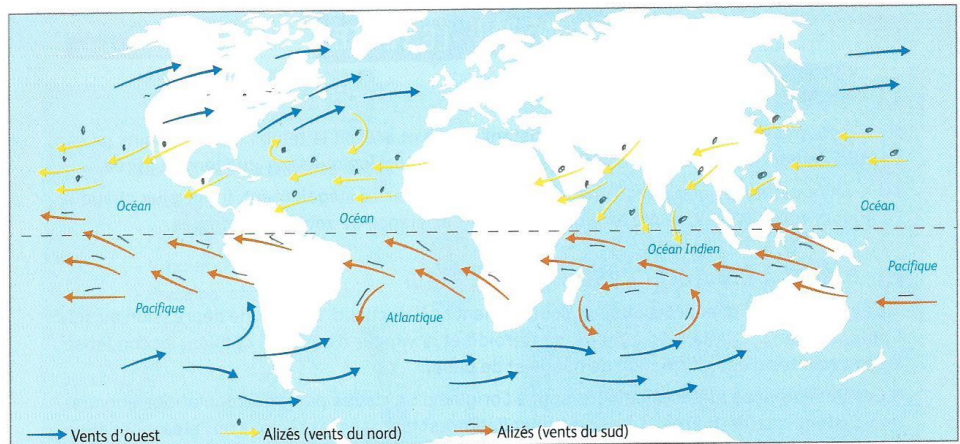 Océan
Océan
Océan
Océan Indien
Pacifique
Pacifique
Atlantique
Vents d'ouest
Alizés (vents du nord)
Alizés (vents du sud)